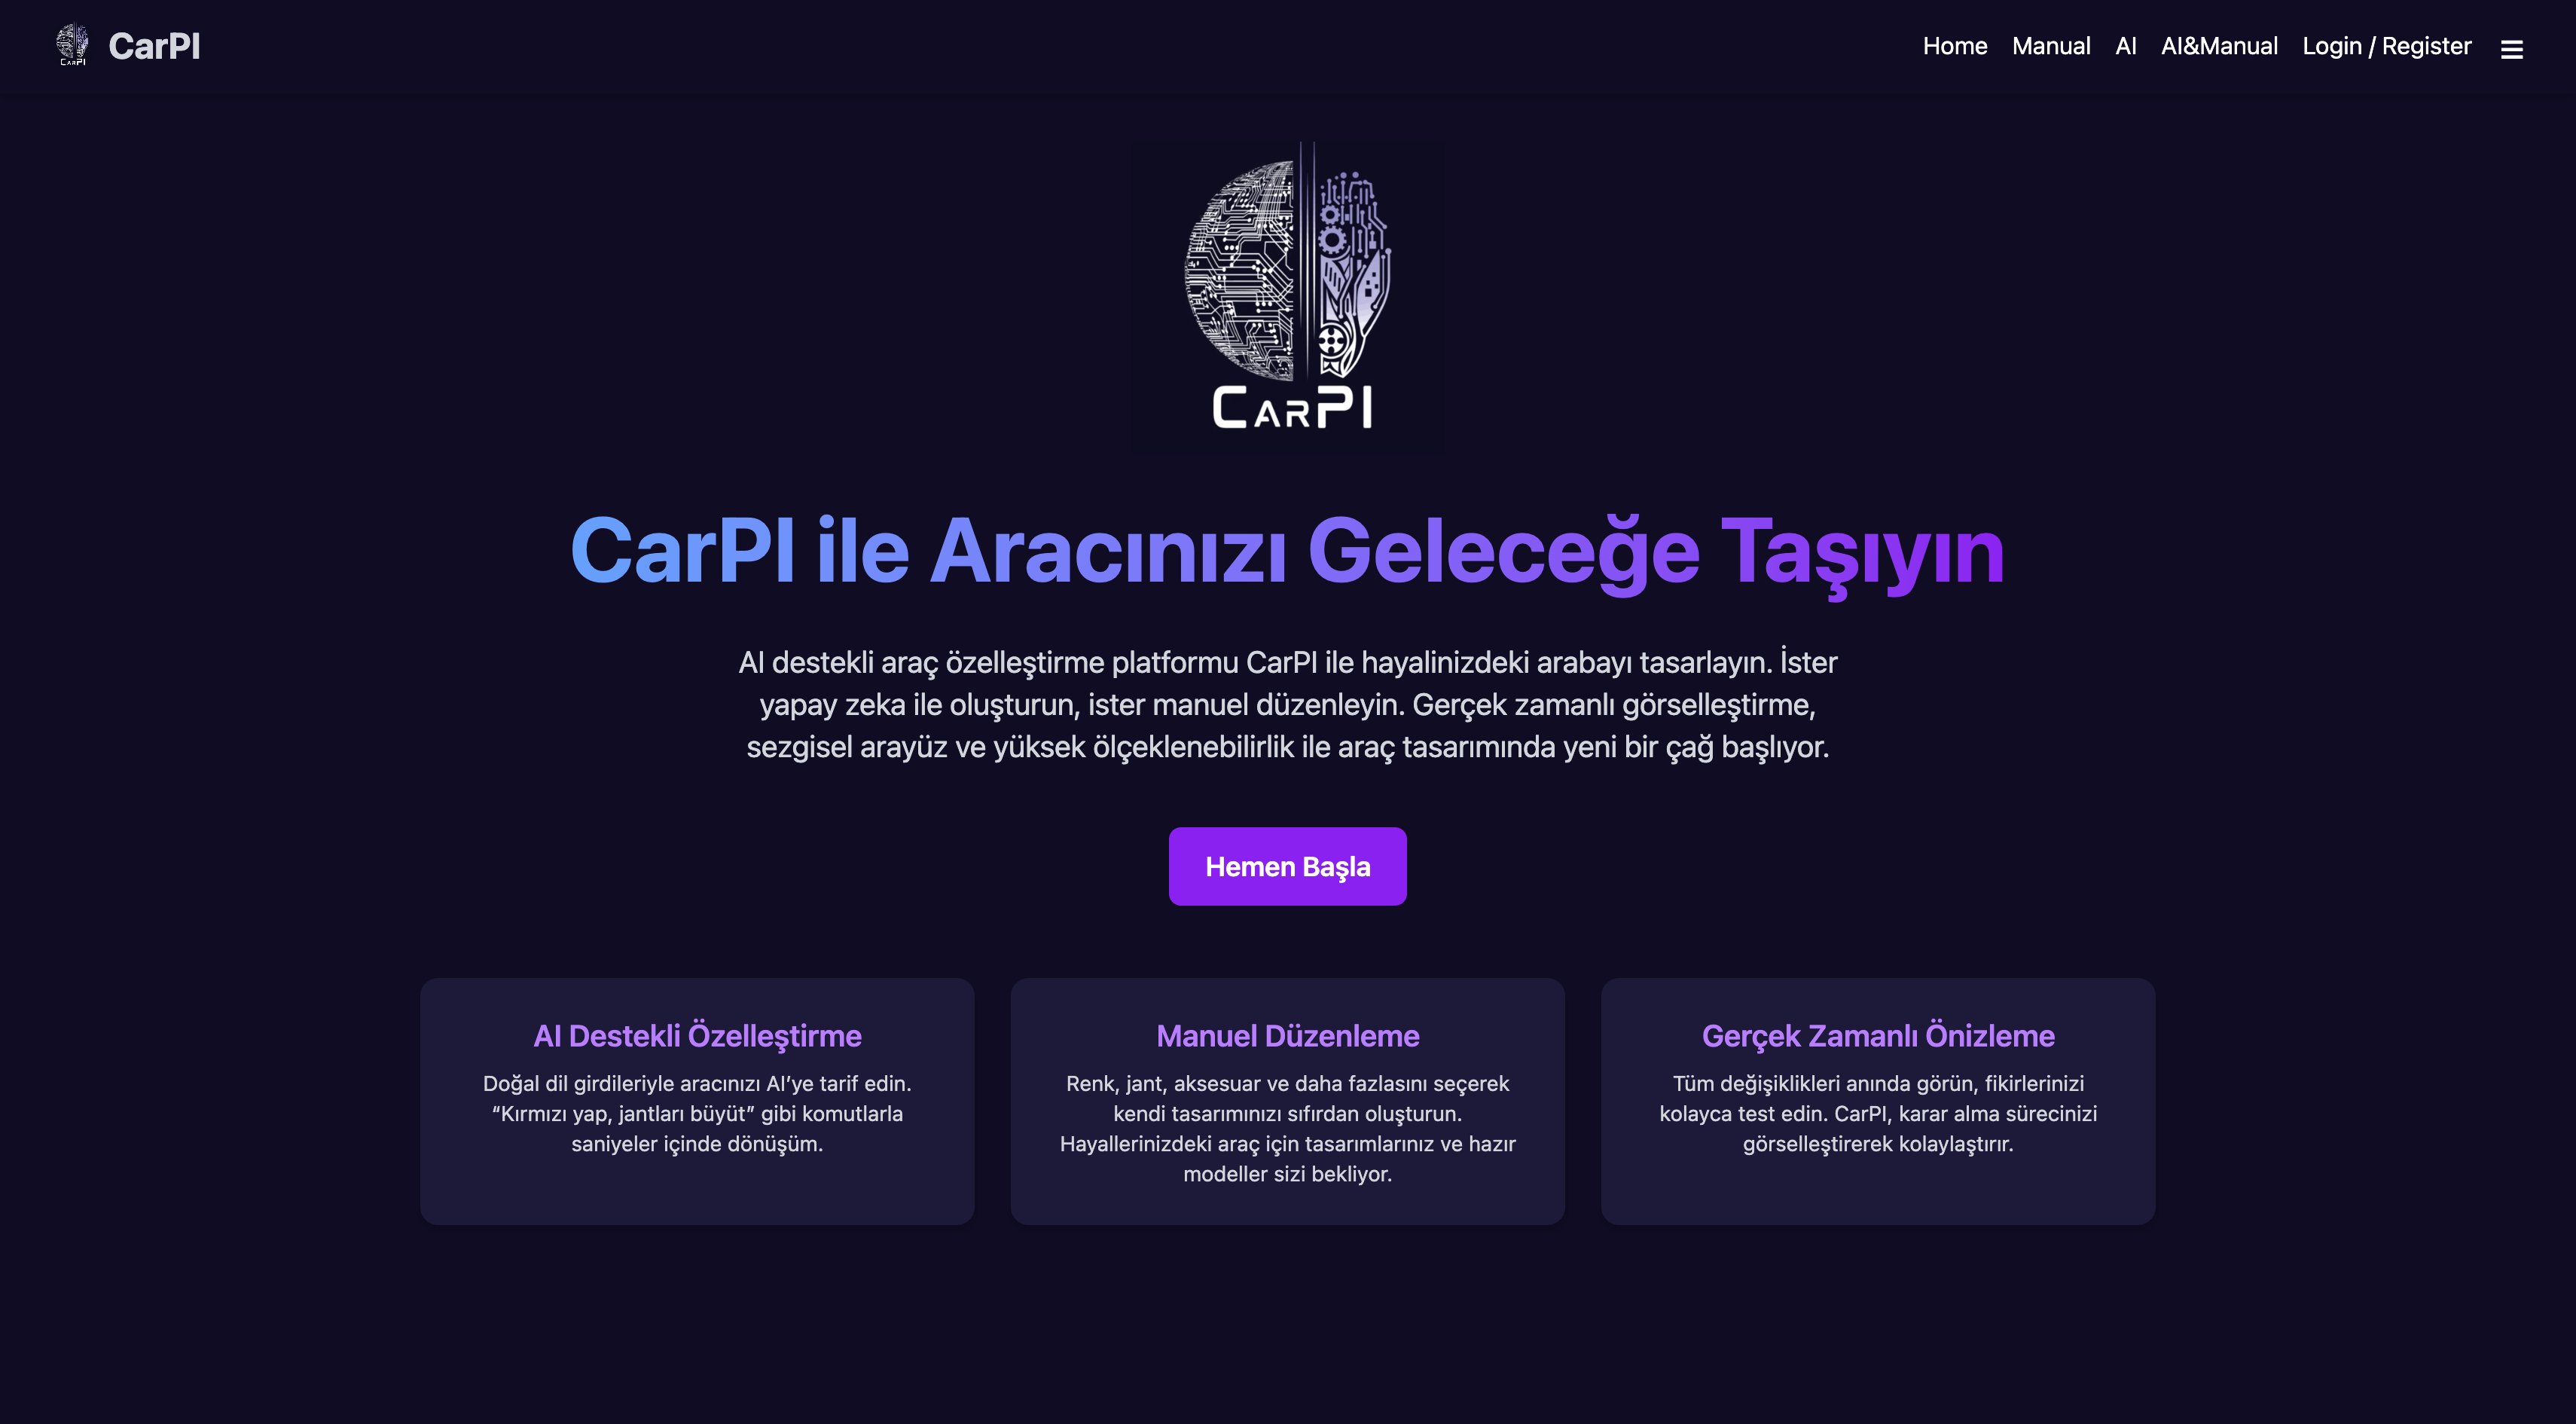 CarPI
CarPI
Home Manual AI AI&Manual Login / Register
CARPI
CarPI ile Aracınızı Geleceğe Taşıyın
AI destekli araç özelleştirme platformu CarPI ile hayalinizdeki arabayı tasarlayın. İster
yapay zeka ile oluşturun, ister manuel düzenleyin. Gerçek zamanlı görselleştirme,
sezgisel arayüz ve yüksek ölçeklenebilirlik ile araç tasarımında yeni bir çağ başlıyor.
Hemen Başla
AI Destekli Özelleştirme
Doğal dil girdileriyle aracınızı AI’ye tarif edin.
“Kırmızı yap, jantları büyüt” gibi komutlarla
saniyeler içinde dönüşüm.
Manuel Düzenleme
Renk, jant, aksesuar ve daha fazlasını seçerek
kendi tasarımınızı sıfırdan oluşturun.
Hayallerinizdeki araç için tasarımlarınız ve hazır
modeller sizi bekliyor.
Gerçek Zamanlı Önizleme
Tüm değişiklikleri anında görün, fikirlerinizi
kolayca test edin. CarPI, karar alma sürecinizi
görselleştirerek kolaylaştırır.